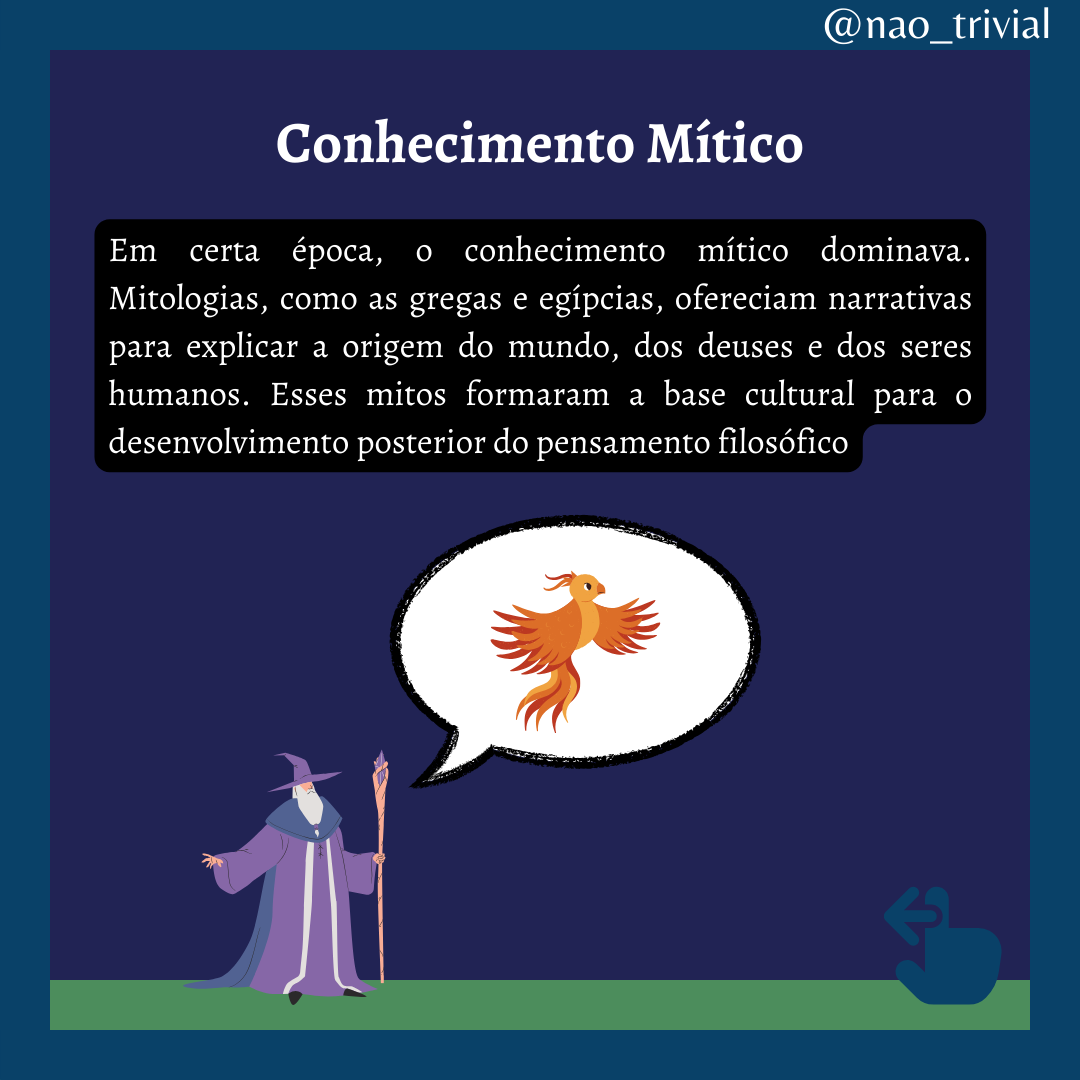 @nao_trivial
Conhecimento Mítico
Em certa época, o conhecimento mítico dominava.
Mitologias, como as gregas e egípcias, ofereciam narrativas
para explicar a origem do mundo, dos deuses e dos seres
humanos. Esses mitos formaram a base cultural para o
desenvolvimento posterior do pensamento filosófico